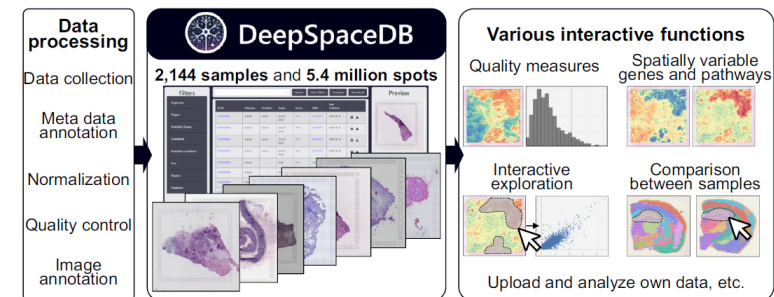 Data
processing
Data collection
Meta data
annotation
Normalization
Quality control
Image
annotation
DeepSpaceDB
2,144 samples and 5.4 million spots
Filters
Preview
Various interactive functions
Quality measures
Spatially variable
genes and pathways
Interactive
exploration
Comparison
between samples
Upload and analyze own data, etc.